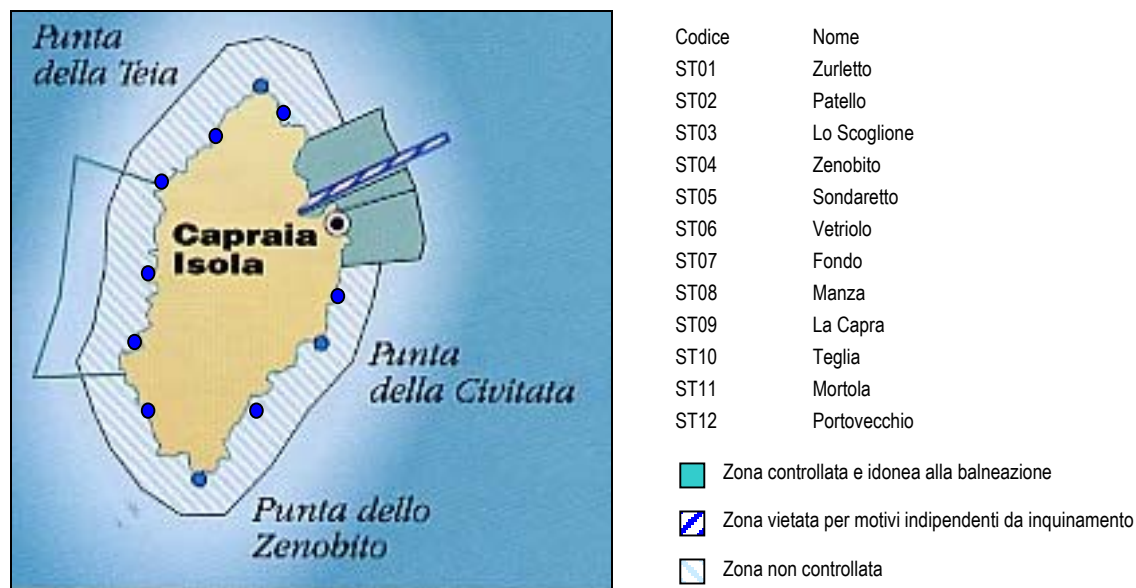 Punta
della Teia
Capraia
Isola
Punta
della Civitata
Punta dello
Zenobito
Codice Nome
ST01 Zurletto
ST02 Patello
ST03 Lo Scoglione
ST04 Zenobito
ST05 Sondaretto
ST06 Vetriolo
ST07 Fondo
ST08 Manza
ST09 La Capra
ST10 Teglia
ST11 Mortola
ST12 Portovecchio
Zona controllata e idonea alla balneazione
Zona vietata per motivi indipendenti da inquinamento
Zona non controllata